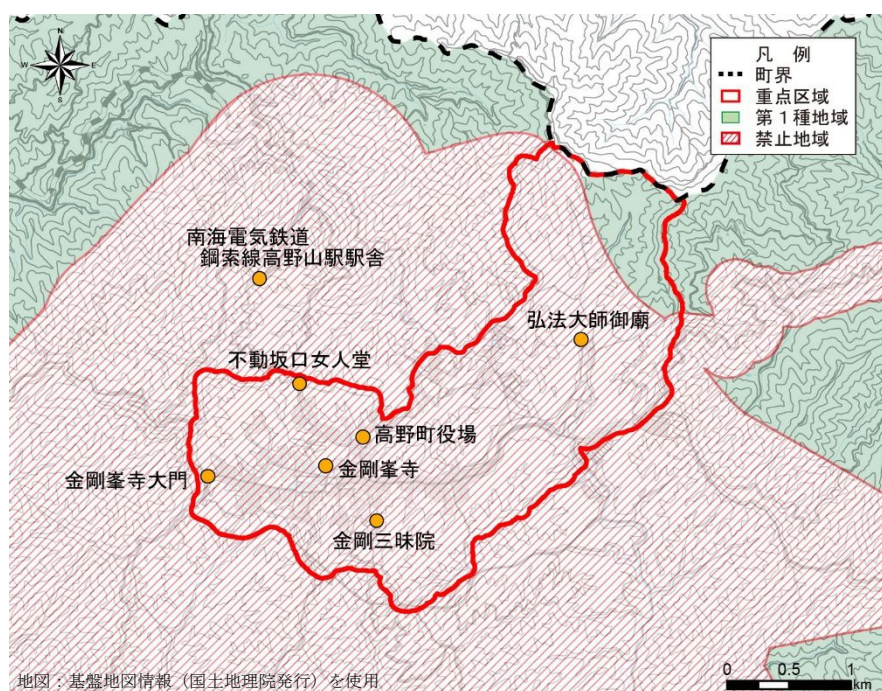 N
W
E
S
凡 例
町界
重点区域
第1種地域
禁止地域
南海電気鉄道
鋼索線高野山駅駅舎
弘法大師御廟
不動坂口女人堂
高野町役場
金剛峯寺
金剛峯寺大門
金剛三昧院
地図:基盤地図情報(国土地理院発行)を使用
0 0.5 1
km